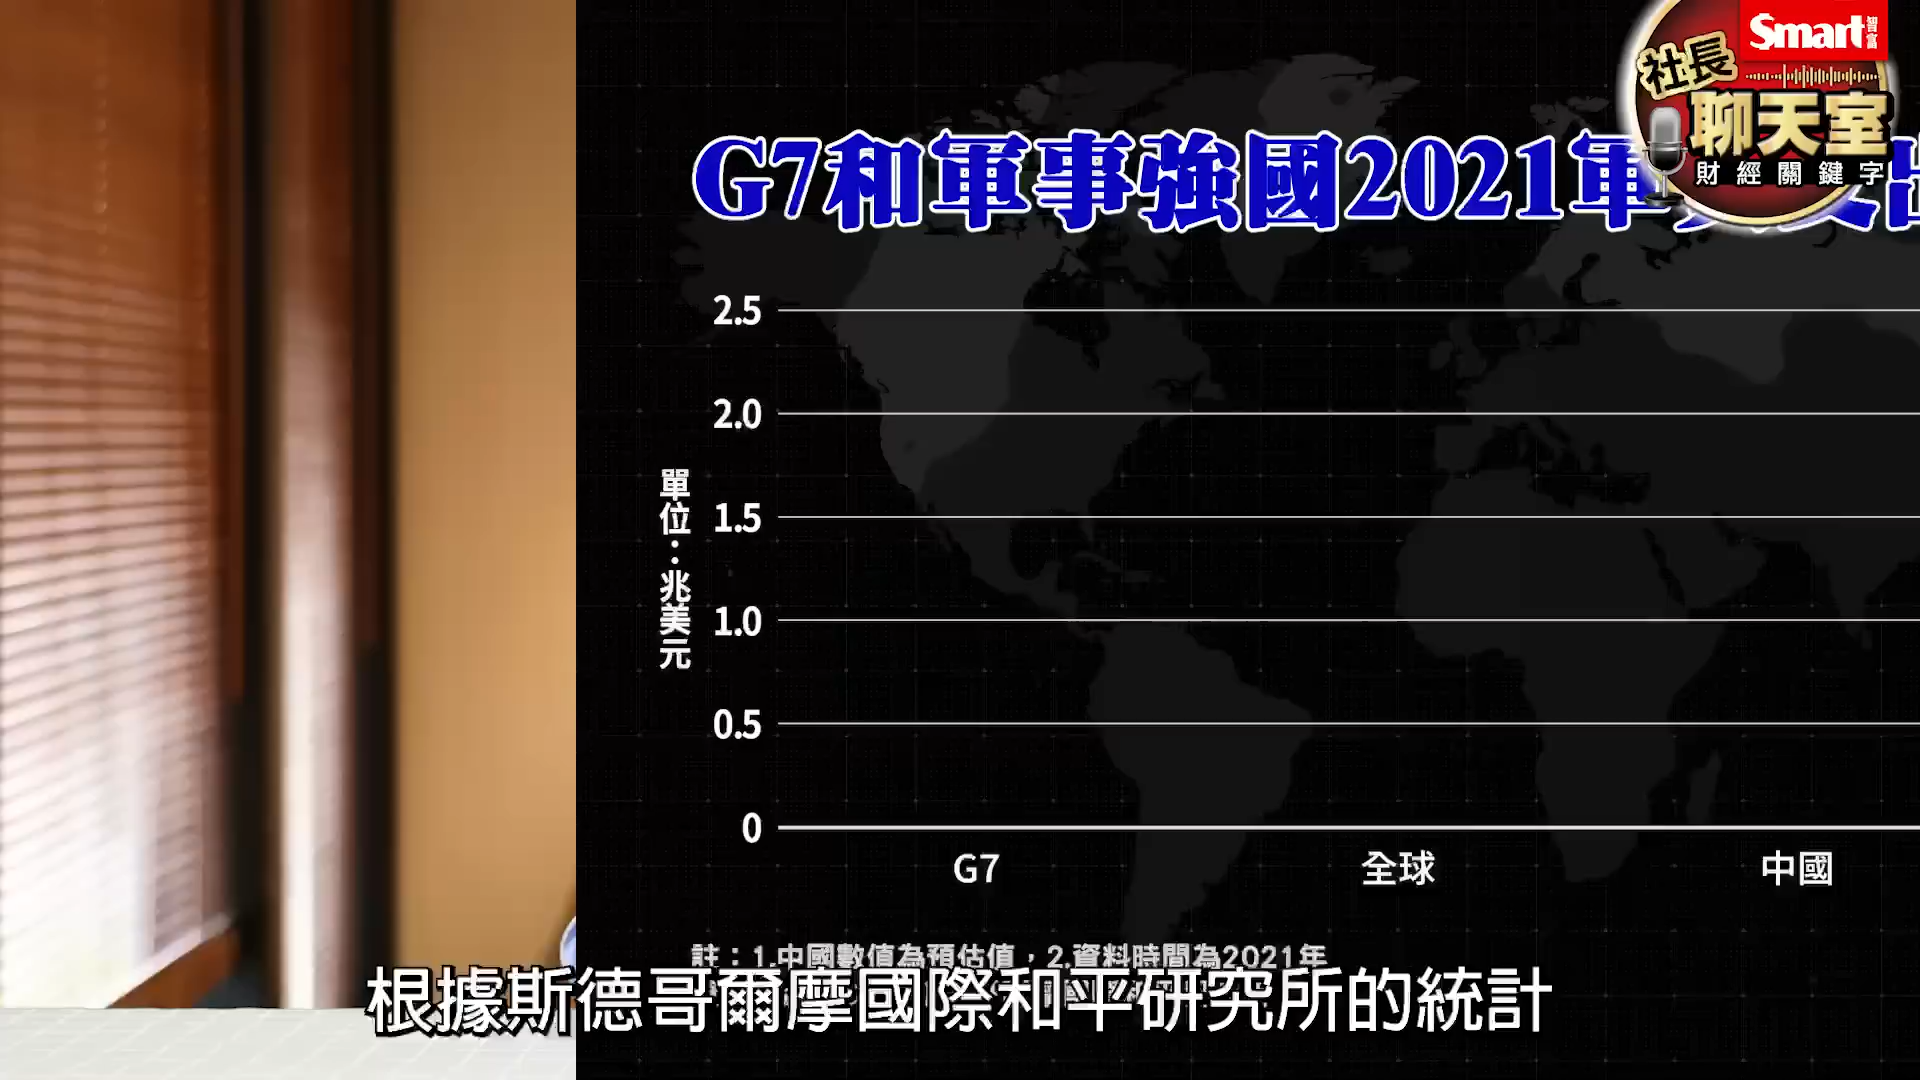 Smart智富
社長
聊天室
財經關鍵字
G7和軍事強國2021軍
2.5
2.0
1.5
1.0
0.5
0
單位：兆美元
G7 全球 中國
註：1.中國數值為預估值，2.資料時間為2021年
根據斯德哥爾摩國際和平研究所的統計